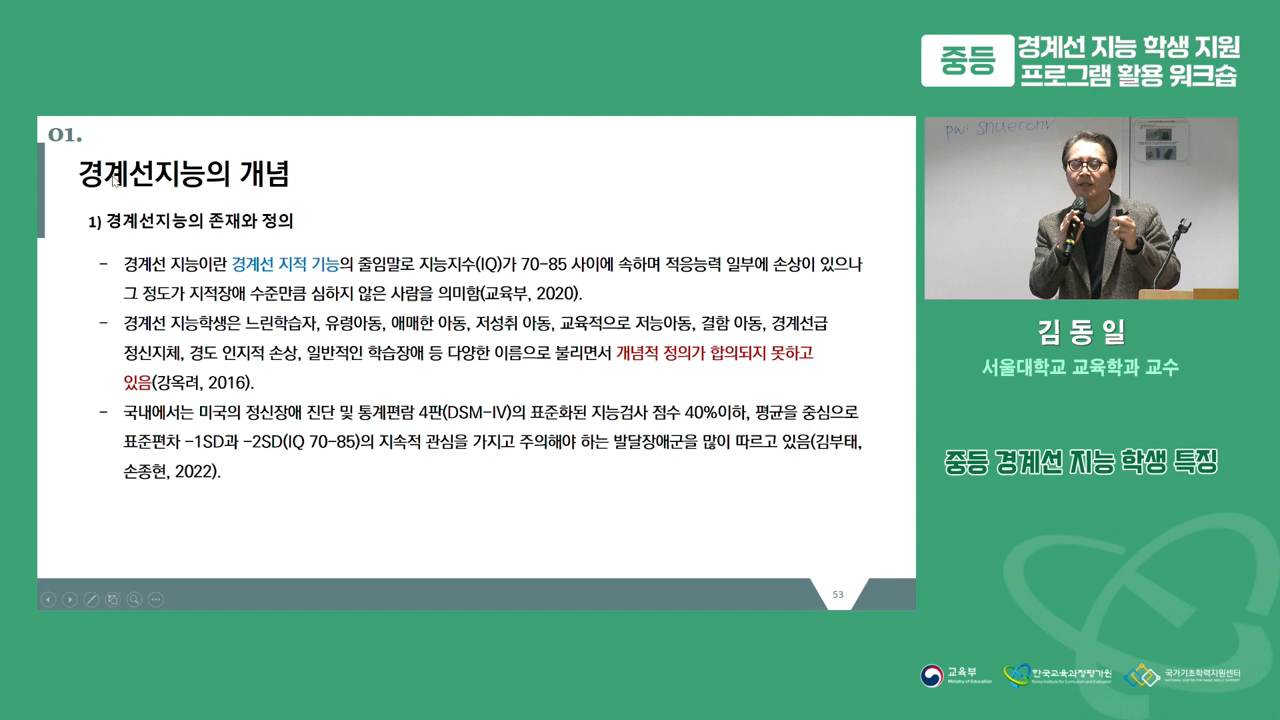 중등
경계선 지능 학생 지원
프로그램 활용 워크숍
01.
경계선지능의 개념
1) 경계선지능의 존재와 정의
- 경계선 지능이란 경계선 지적 기능의 줄임말로 지능지수(IQ)가 70-85 사이에 속하며 적응능력 일부에 손상이 있으나
그 정도가 지적장애 수준만큼 심하지 않은 사람을 의미함(교육부, 2020).
- 경계선 지능학생은 느린학습자, 유령아동, 애매한 아동, 저성취 아동, 교육적으로 저능아동, 결함 아동, 경계선급
정신지체, 경도 인지적 손상, 일반적인 학습장애 등 다양한 이름으로 불리면서 개념적 정의가 합의되지 못하고
있음(강옥려, 2016).
- 국내에서는 미국의 정신장애 진단 및 통계편람 4판(DSM-IV)의 표준화된 지능검사 점수 40%이하, 평균을 중심으로
표준편차 -1SD과 -2SD(IQ 70-85)의 지속적 관심을 가지고 주의해야 하는 발달장애군을 많이 따르고 있음(김부태,
손종현, 2022).
53
pw: snueconv
김동일
서울대학교 교육학과 교수
중등 경계선 지능 학생 특징
교육부
Ministry of Education
한국교육과정평가원
Korea Institute for Curriculum and Evaluation
국가기초학력지원센터
NATIONAL CENTER FOR BASIC SKILLS SUPPORT